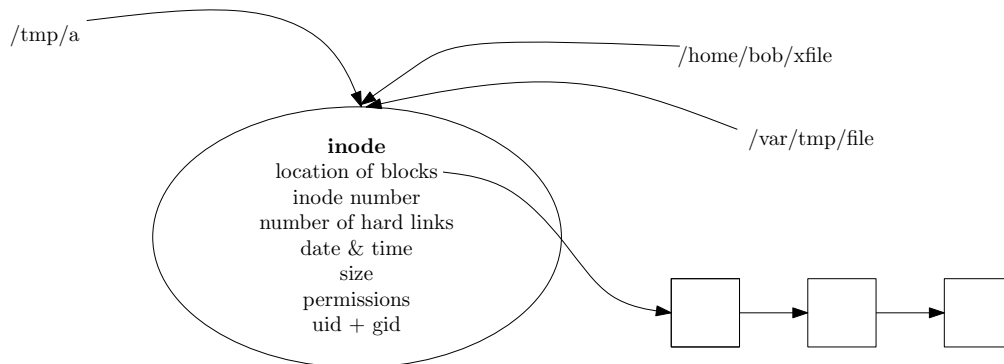 /tmp/a
/home/bob/xfile
/var/tmp/file
inode
location of blocks
inode number
number of hard links
date & time
size
permissions
uid + gid